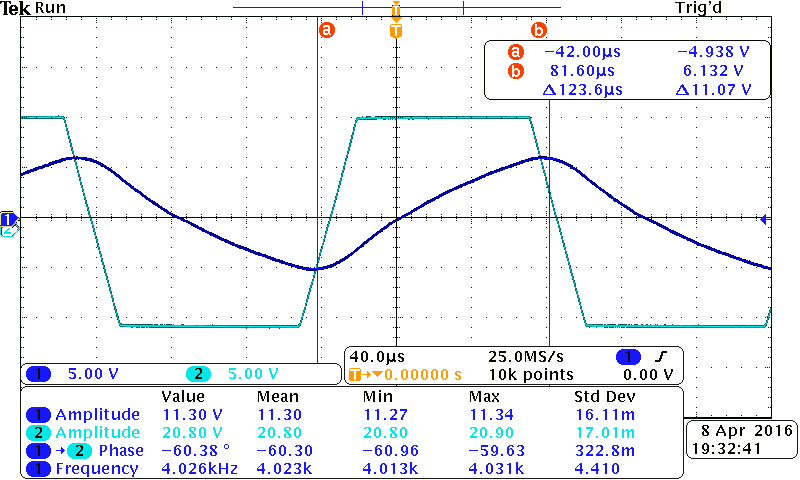 Tek Run Trig'd
T
a T b
a −42.00µs −4.938 V
b 81.60µs 6.132 V
Δ123.6µs Δ11.07 V
1
2
1 5.00 V 2 5.00 V
40.0µs 25.0MS/s 1
T→▼0.00000 s 10k points 0.00 V
Value Mean Min Max Std Dev
1 Amplitude 11.30 V 11.30 11.27 11.34 16.11m
2 Amplitude 20.80 V 20.80 20.80 20.90 17.01m
1 → 2 Phase −60.38 ° −60.30 −60.96 −59.63 322.8m
1 Frequency 4.026kHz 4.023k 4.013k 4.031k 4.410
8 Apr 2016
19:32:41